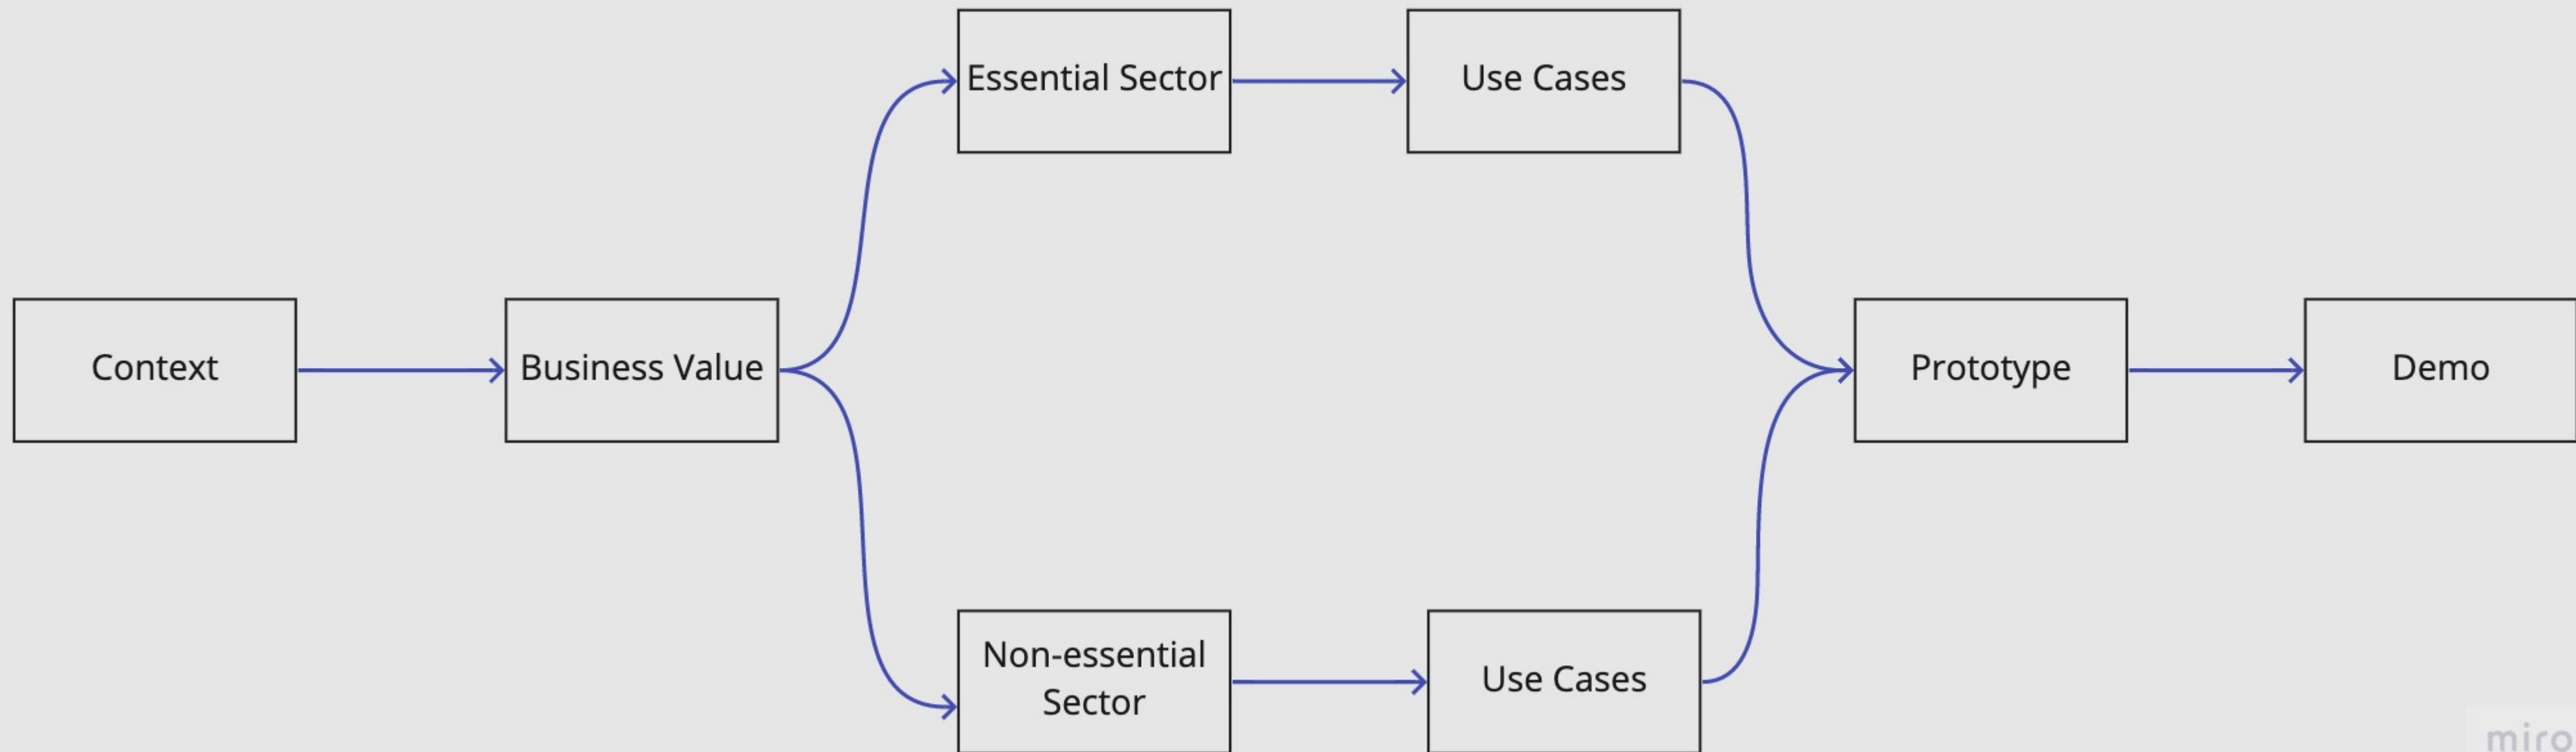 Essential Sector
Use Cases
Context
Business Value
Prototype
Demo
Non-essential
Sector
Use Cases
miro